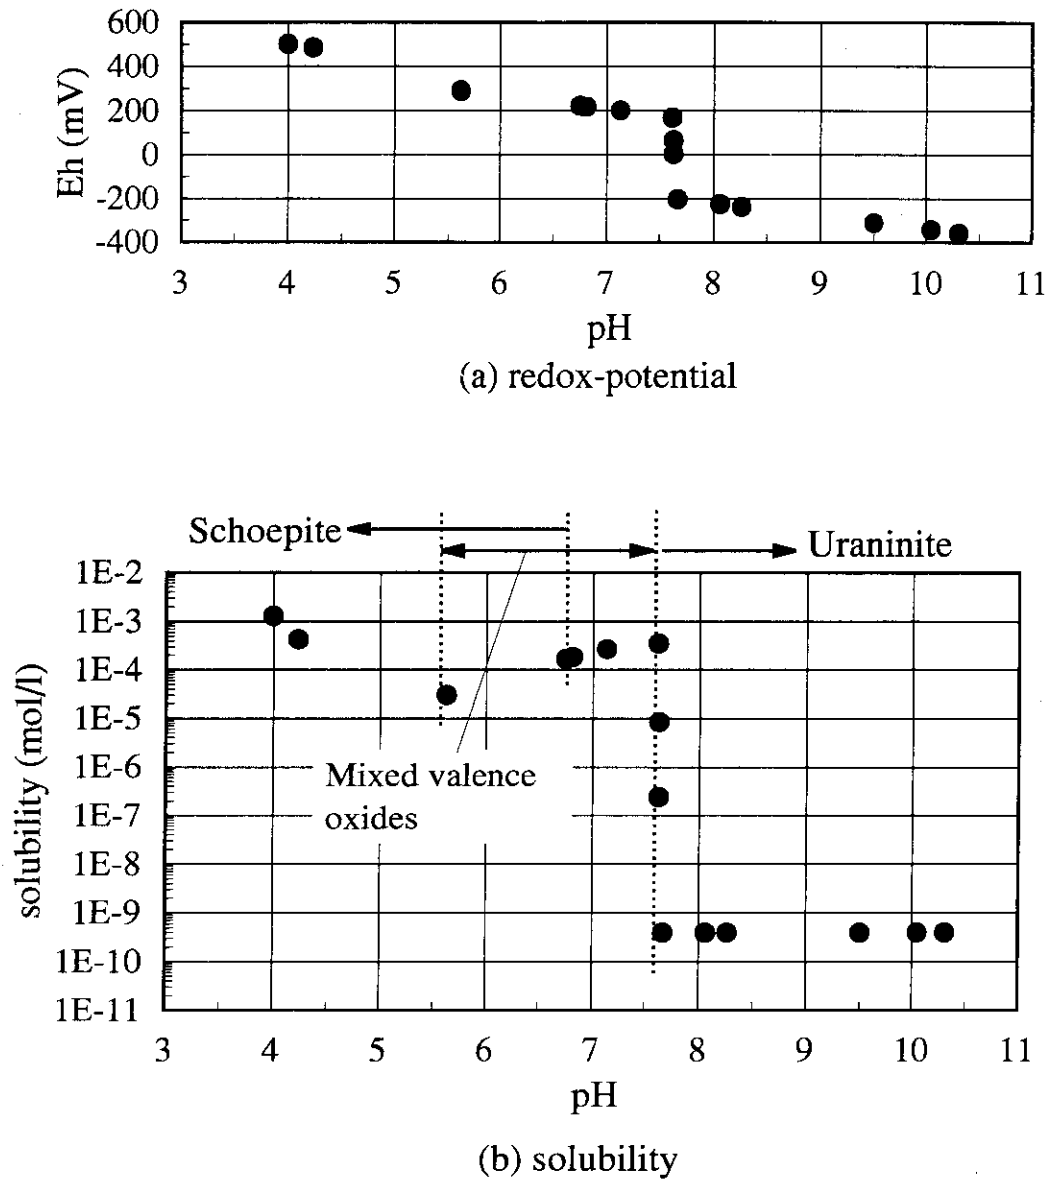 600
400
200
0
-200
-400
Eh (mV)
3 4 5 6 7 8 9 10 11
pH
(a) redox-potential
Schoepite
Uraninite
1E-2
1E-3
1E-4
1E-5
1E-6
1E-7
1E-8
1E-9
1E-10
1E-11
solubility (mol/l)
Mixed valence
oxides
3 4 5 6 7 8 9 10 11
pH
(b) solubility